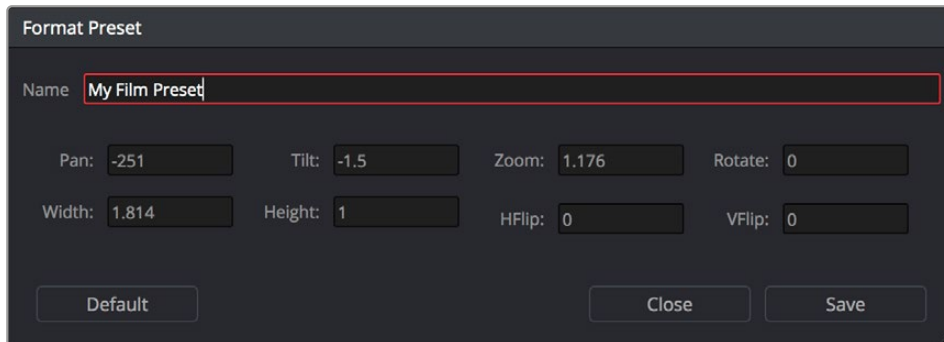 Format Preset
Name My Film Preset
Pan: -251 Tilt: -1.5 Zoom: 1.176 Rotate: 0
Width: 1.814 Height: 1 HFlip: 0 VFlip: 0
Default Close Save